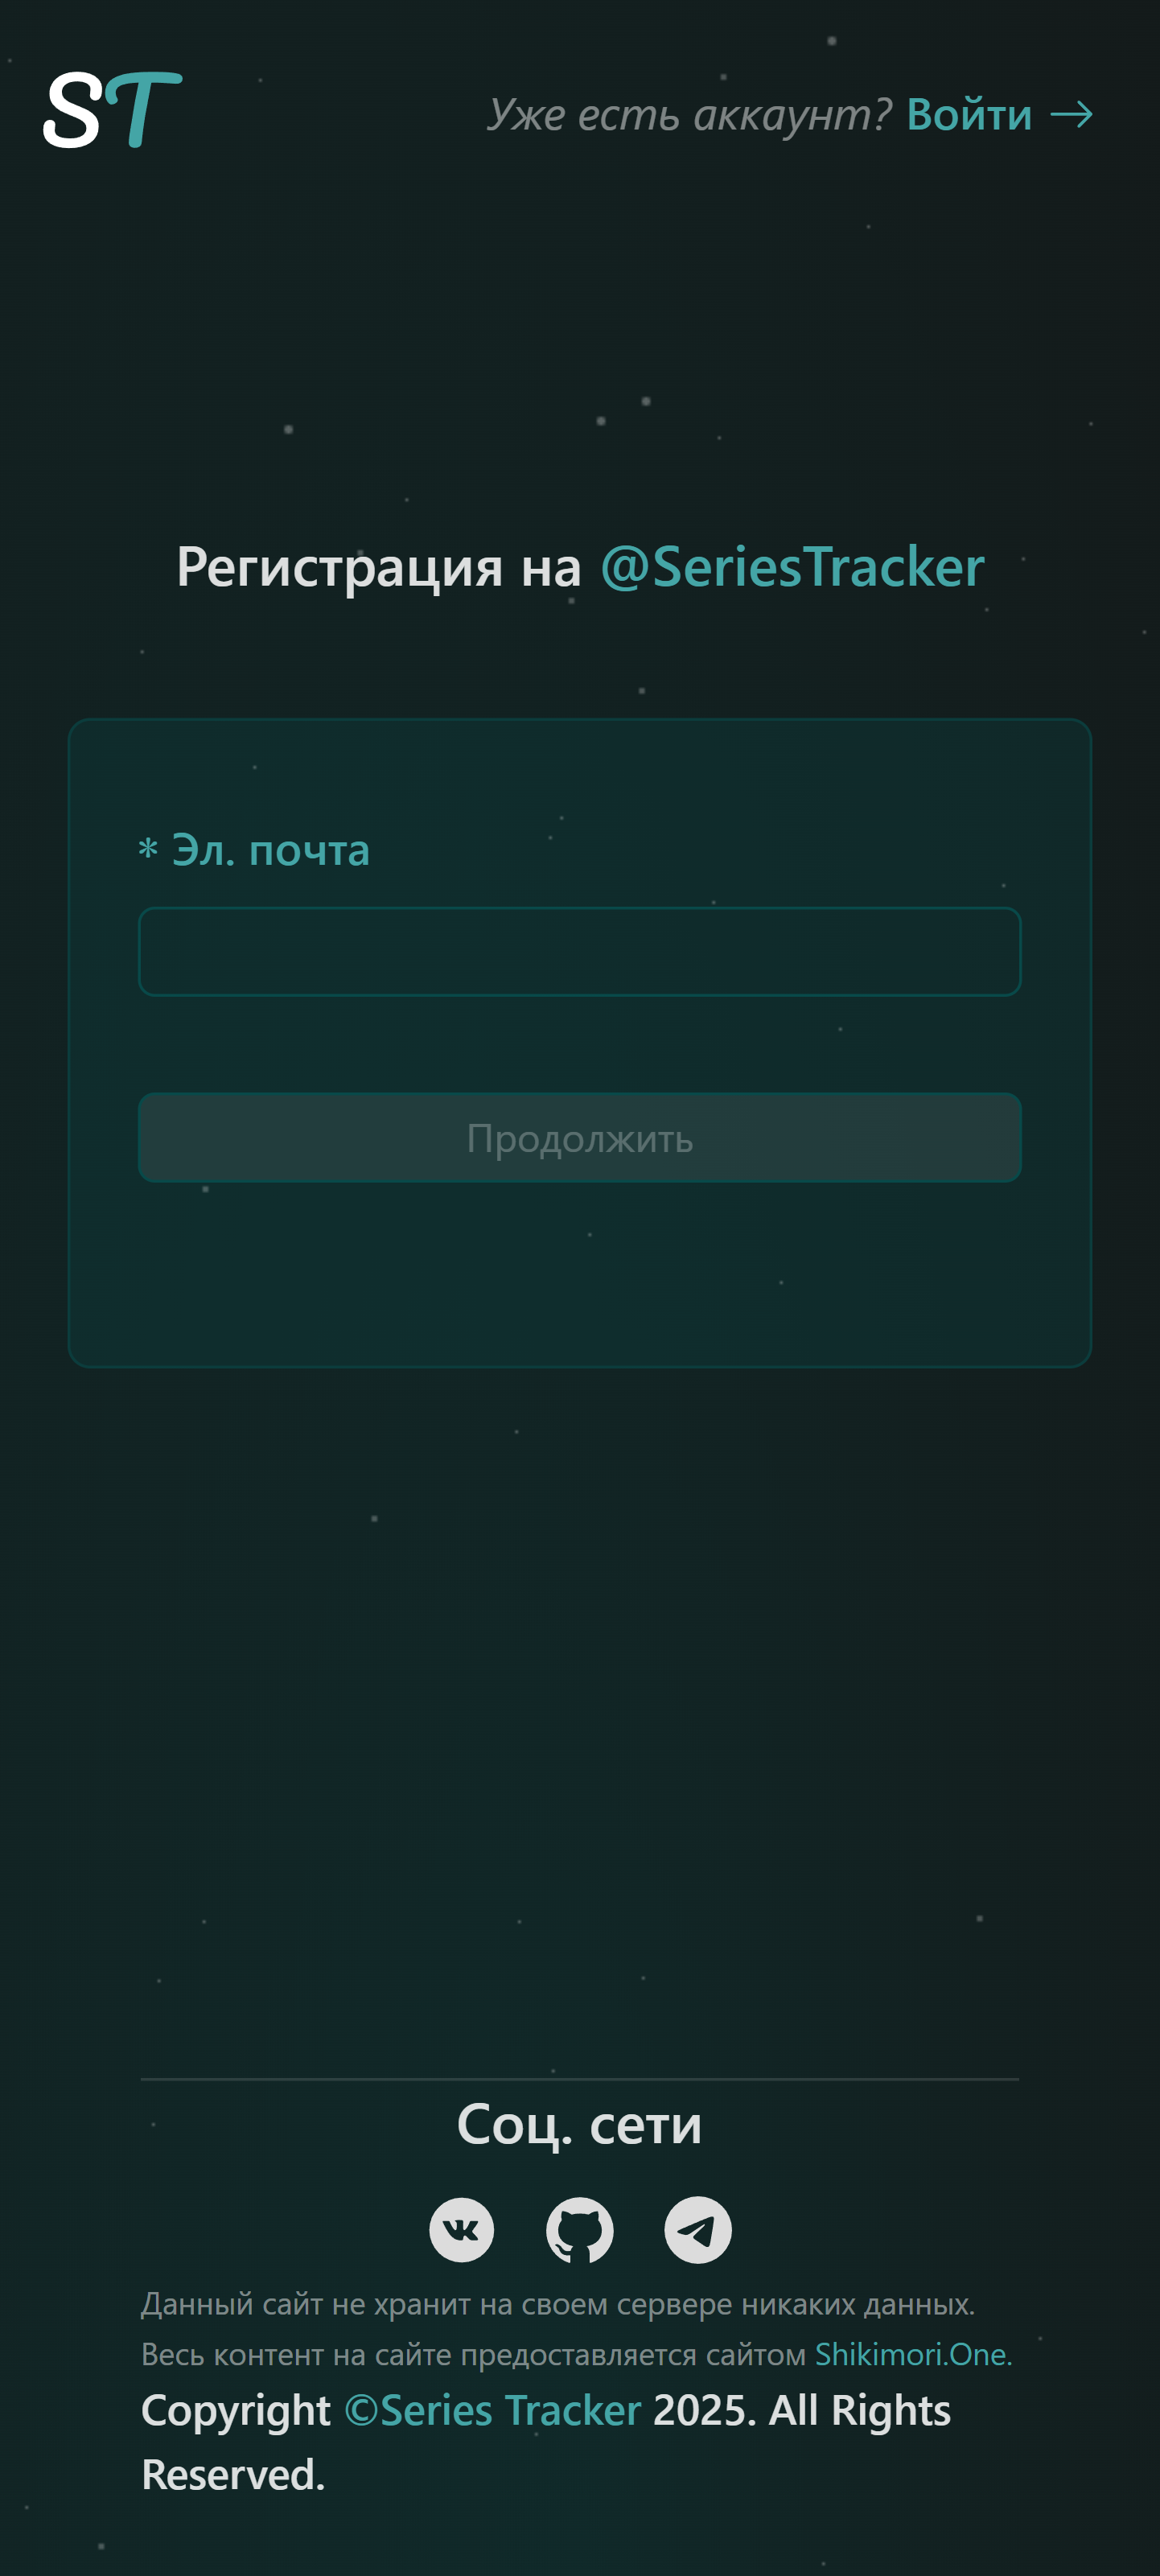 ST
Уже есть аккаунт? Войти →
Регистрация на @SeriesTracker
* Эл. почта
Продолжить
Соц. сети
Данный сайт не хранит на своем сервере никаких данных.
Весь контент на сайте предоставляется сайтом Shikimori.One.
Copyright ©Series Tracker 2025. All Rights
Reserved.